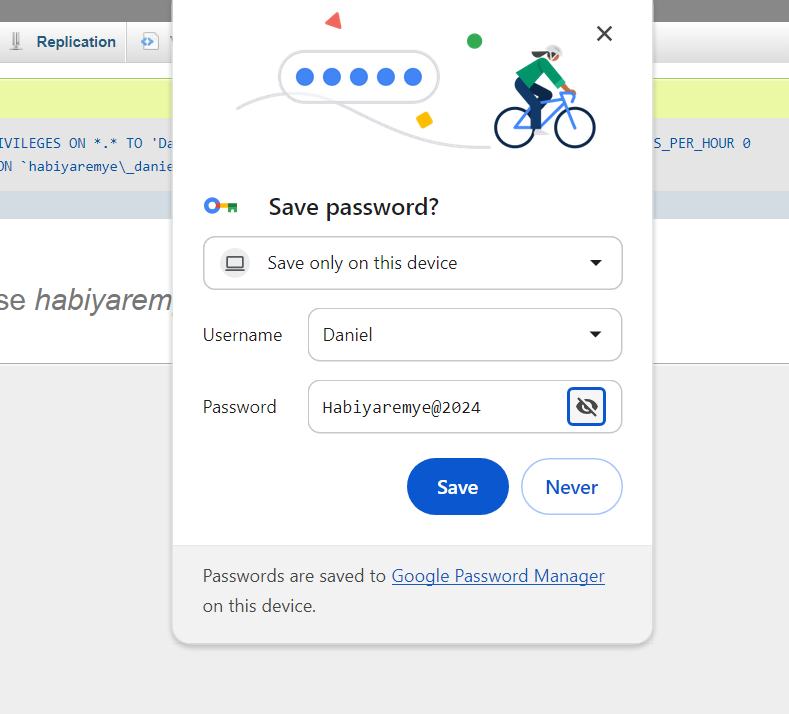 Replication
IVILEGES ON *.* TO 'Da
S_PER_HOUR 0
ON `habiyaremye\_danie
se habiyarem
Save password?
Save only on this device
Username
Daniel
Password
Habiyaremye@2024
Save
Never
Passwords are saved to Google Password Manager
on this device.